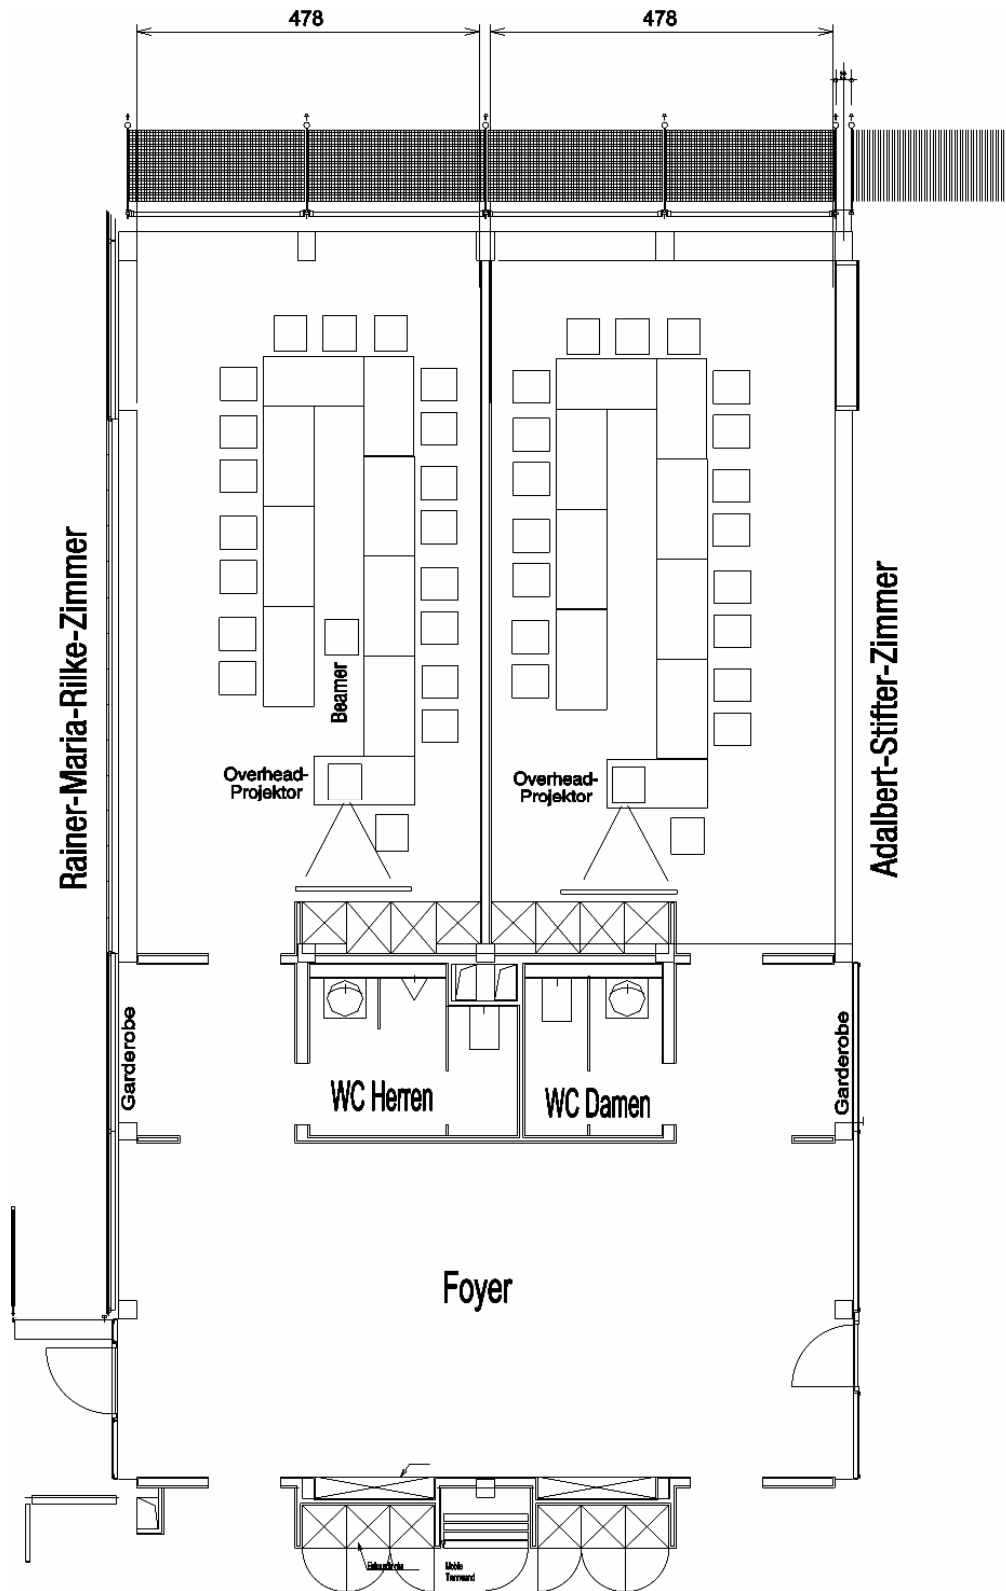 478
478
Rainer-Maria-Rilke-Zimmer
Adalbert-Stifter-Zimmer
Beamer
Overhead-
Projektor
Overhead-
Projektor
Garderobe
Garderobe
WC Herren
WC Damen
Foyer
Mobile
Trennwand